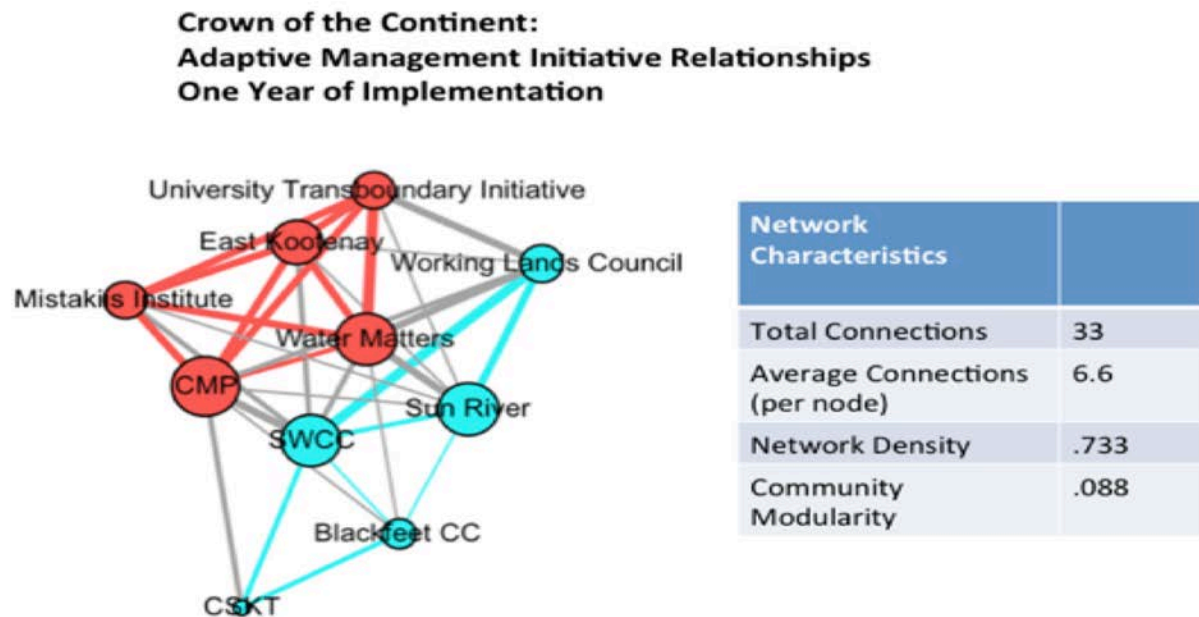 Crown of the Continent:
Adaptive Management Initiative Relationships
One Year of Implementation
University Transboundary Initiative
East Kootenay
Working Lands Council
Mistakiis Institute
Water Matters
CMP
Sun River
SWCC
Blackfeet CC
CSKT
Network
Characteristics
Total Connections 33
Average Connections 6.6
(per node)
Network Density .733
Community .088
Modularity